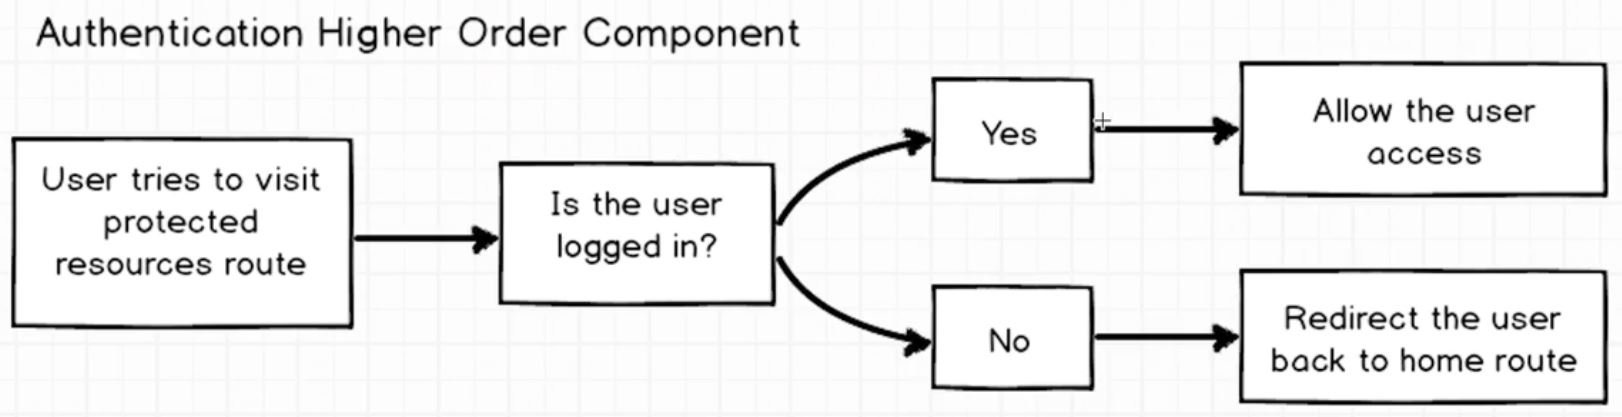 Authentication Higher Order Component
User tries to visit
protected
resources route
Is the user
logged in?
Yes
Allow the user
access
No
Redirect the user
back to home route